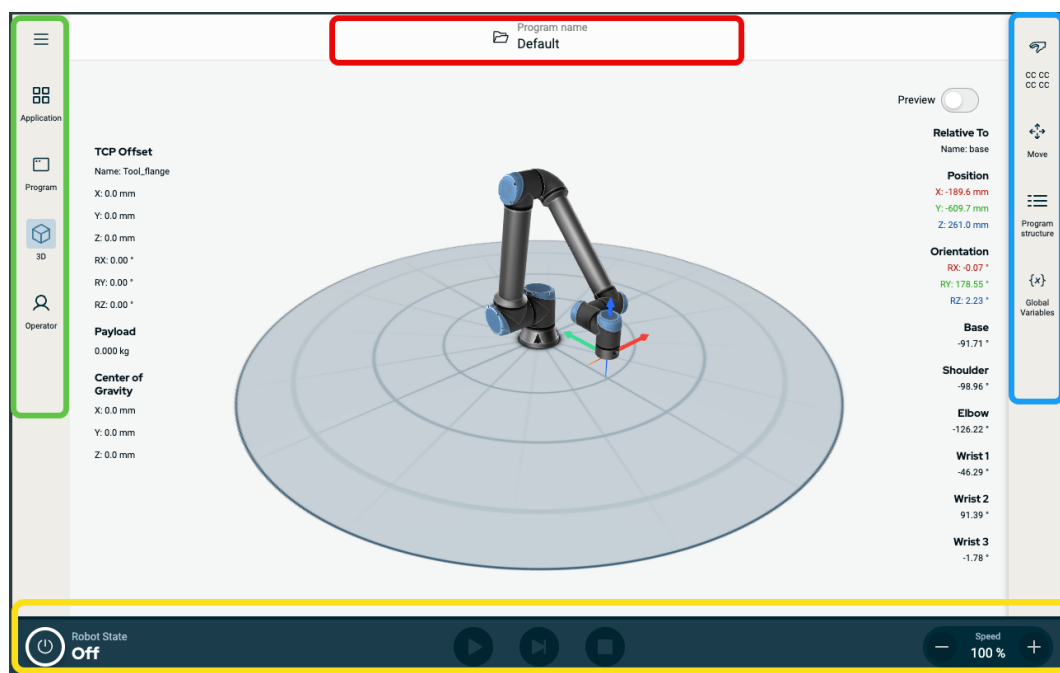 Program name
Default
Application
Program
3D
Operator
TCP Offset
Name: Tool_flange
X: 0.0 mm
Y: 0.0 mm
Z: 0.0 mm
RX: 0.00 °
RY: 0.00 °
RZ: 0.00 °
Payload
0.000 kg
Center of
Gravity
X: 0.0 mm
Y: 0.0 mm
Z: 0.0 mm
Preview
Relative To
Name: base
Position
X: -189.6 mm
Y: -609.7 mm
Z: 261.0 mm
Orientation
RX: -0.07 °
RY: 178.55 °
RZ: 2.23 °
Base
-91.71 °
Shoulder
-98.96 °
Elbow
-126.22 °
Wrist 1
-46.29 °
Wrist 2
91.39 °
Wrist 3
-1.78 °
CC CC
CC CC
Move
Program
structure
{x}
Global
Variables
Robot State
Off
Speed
100 %